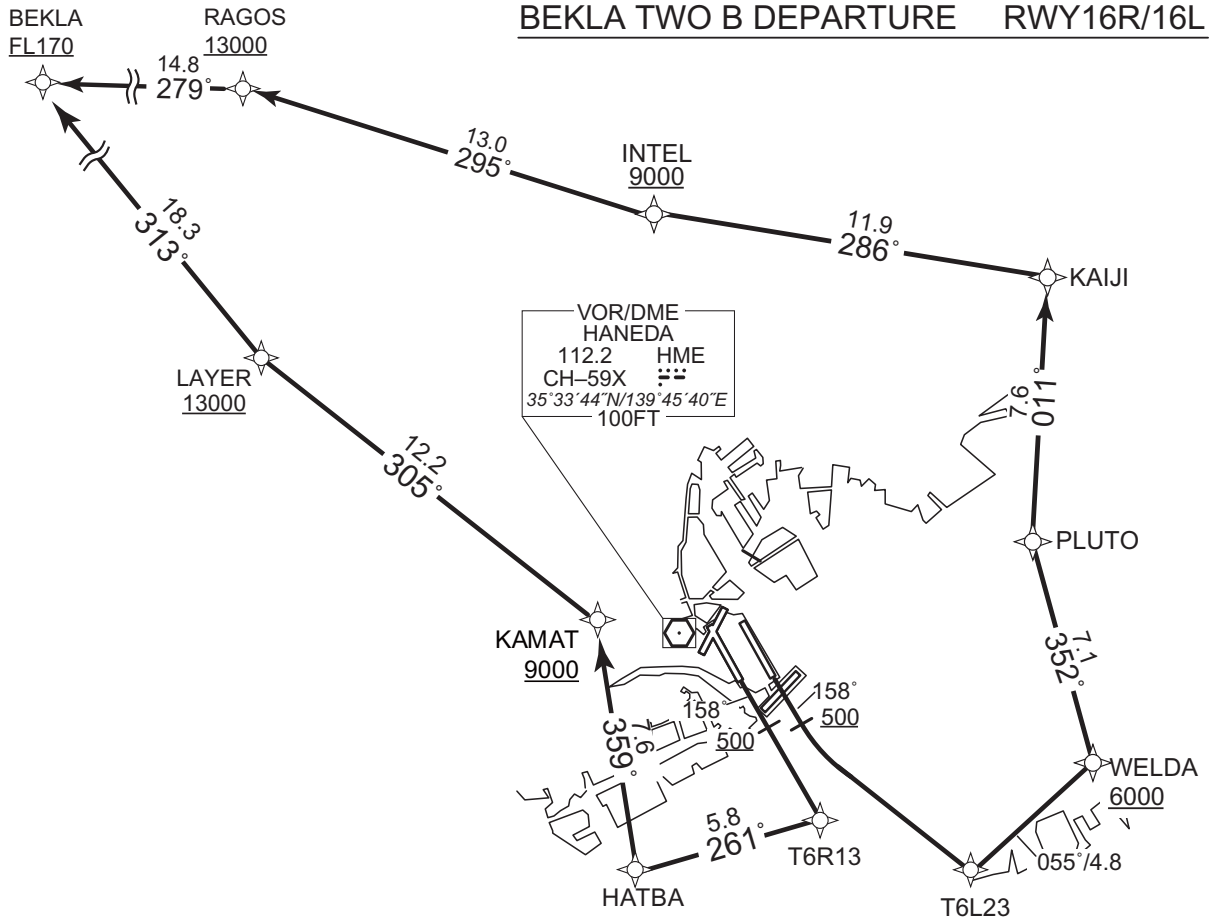 BEKLA TWO B DEPARTURE RWY16R/16L
BEKLA
FL170
RAGOS
13000
14.8
279°
13.0
295°
INTEL
9000
11.9
286°
KAIJI
18.3
313°
VOR/DME
HANEDA
112.2 HME
CH–59X
35°33′44″N/139°45′40″E
100FT
LAYER
13000
7.6
011°
12.2
305°
PLUTO
KAMAT
9000
7.1
352°
158°
500
158°
500
7.6
359°
WELDA
6000
5.8
261°
T6R13
055°/4.8
HATBA
T6L23